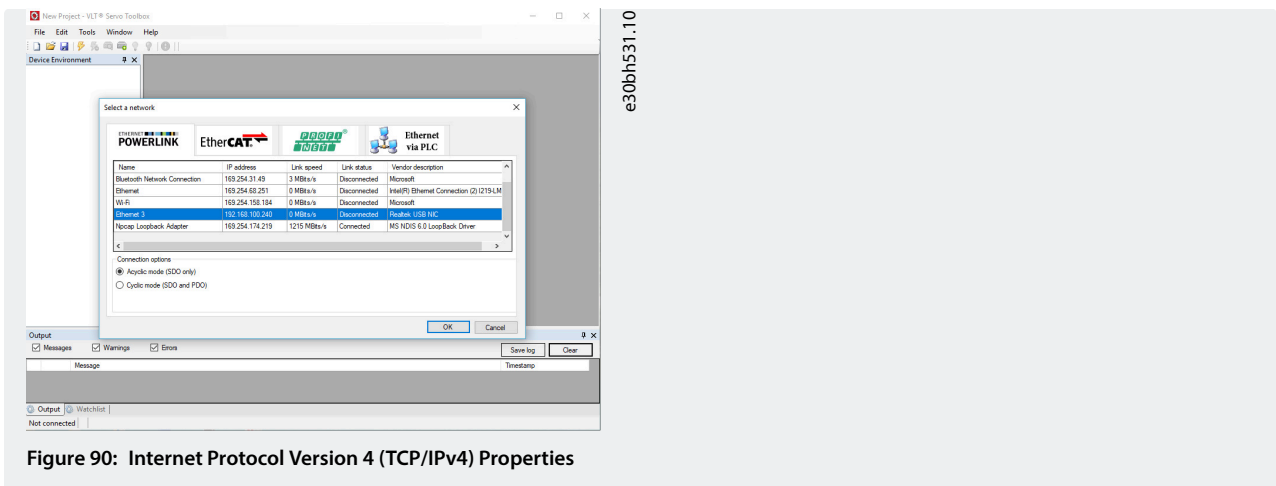 New Project - VLT® Servo Toolbox
File Edit Tools Window Help
Device Environment
Select a network
ETHERNET POWERLINK
EtherCAT.
PROFINET®
Ethernet via PLC
Name IP address Link speed Link status Vendor description
Bluetooth Network Connection 169.254.31.49 3 MBits/s Disconnected Microsoft
Ethernet 169.254.68.251 0 MBits/s Disconnected Intel(R) Ethernet Connection (2) I219-LM
Wi-Fi 169.254.158.184 0 MBits/s Disconnected Microsoft
Ethernet 3 192.168.100.240 0 MBits/s Disconnected Realtek USB NIC
Npcap Loopback Adapter 169.254.174.219 1215 MBits/s Connected MS NDIS 6.0 LoopBack Driver
Connection options
Acyclic mode (SDO only)
Cyclic mode (SDO and PDO)
OK Cancel
Output
Messages Warnings Errors Save log Clear
Message Timestamp
Output Watchlist
Not connected
e30bh531.10
Figure 90: Internet Protocol Version 4 (TCP/IPv4) Properties